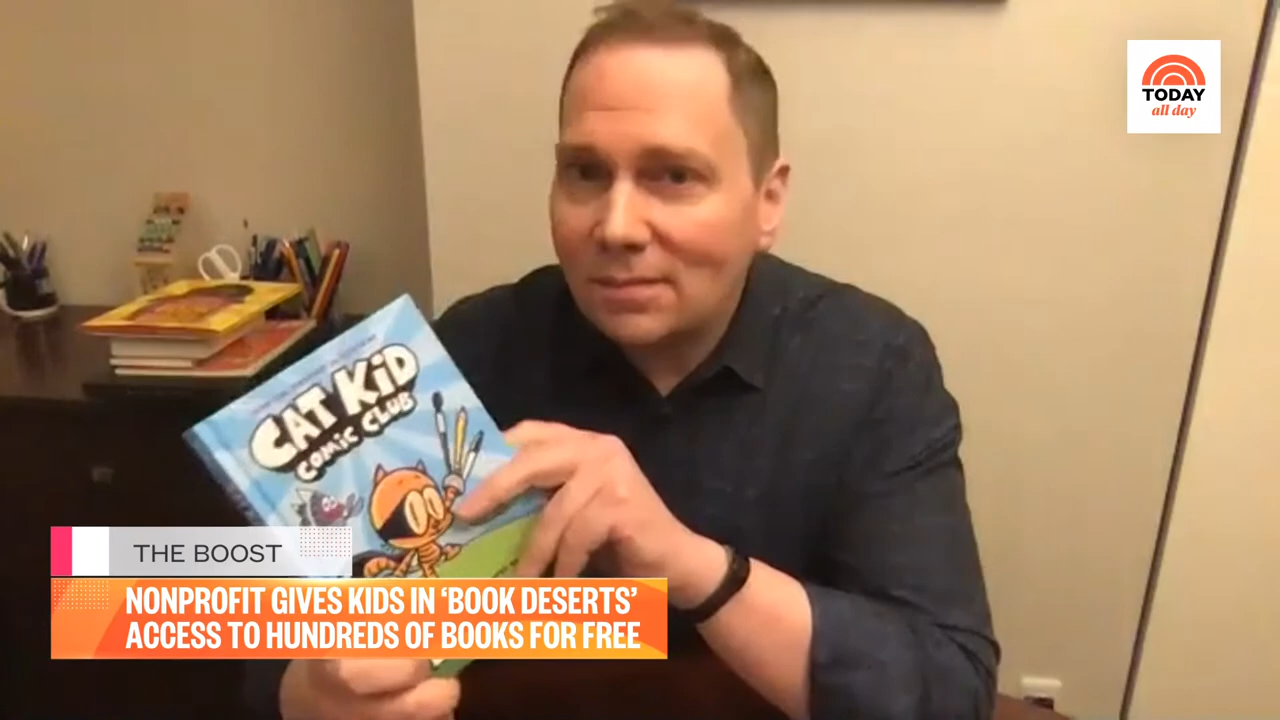 TODAY
all day
CAT KID
COMIC CLUB
THE BOOST
NONPROFIT GIVES KIDS IN ‘BOOK DESERTS’
ACCESS TO HUNDREDS OF BOOKS FOR FREE